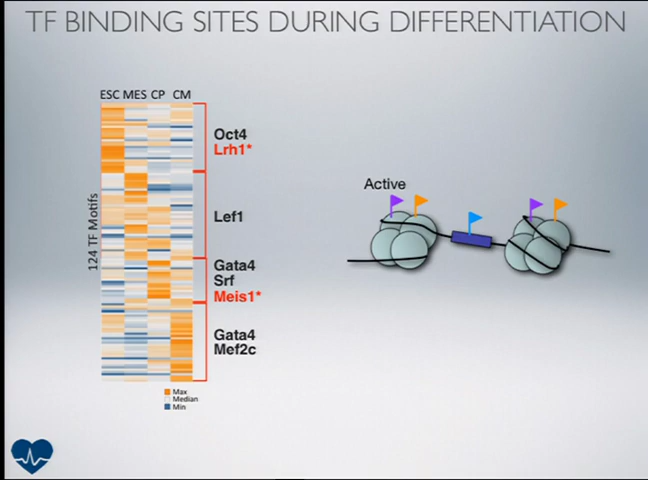 TF BINDING SITES DURING DIFFERENTIATION
ESC MES CP CM
124 TF Motifs
Oct4
Lrh1*
Lef1
Gata4
Srf
Meis1*
Gata4
Mef2c
Max
Median
Min
Active